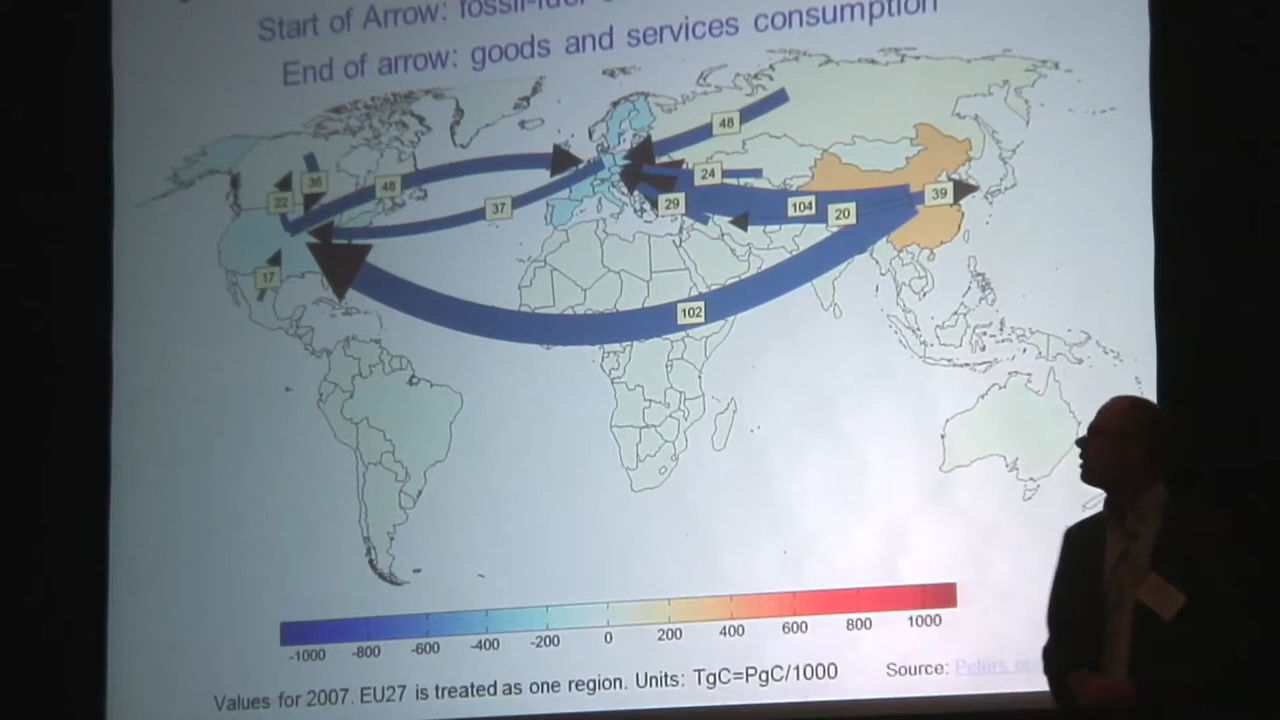 Start of Arrow: fossil-fuel
End of arrow: goods and services consumption
48
36
48
22
24
37
29
104
20
39
17
102
-1000 -800 -600 -400 -200 0 200 400 600 800 1000
Values for 2007. EU27 is treated as one region. Units: TgC=PgC/1000
Source: Peters